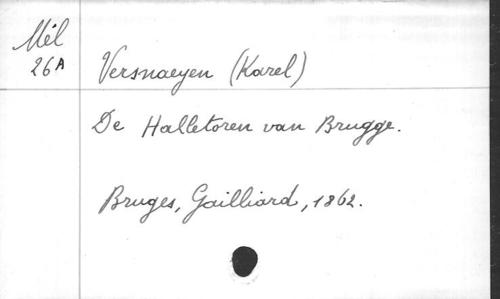 Mél
26A
Versnaeyen (Karel)
De Halletoren van Brugge.
Bruges, Gailliard, 1862.